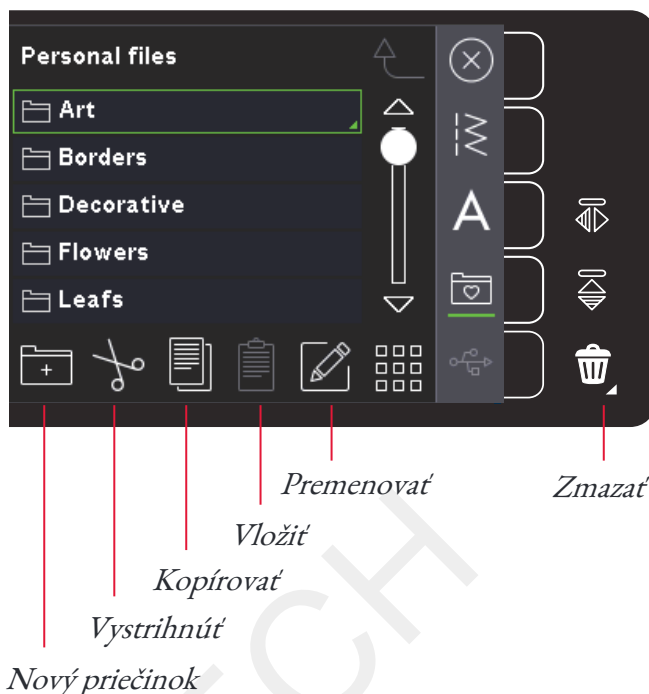 Personal files
Art
Borders
Decorative
Flowers
Leafs
A
Premenovať
Zmazať
Vložiť
Kopírovať
Vystrihnúť
Nový priečinok